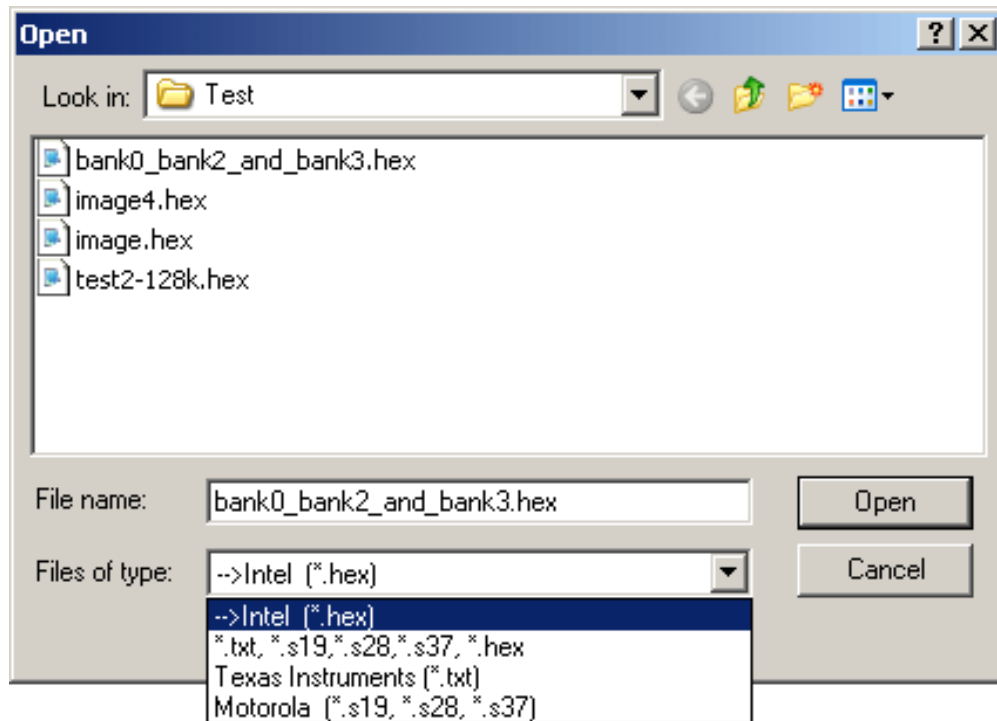 Open
Look in: Test
bank0_bank2_and_bank3.hex
image4.hex
image.hex
test2-128k.hex
File name: bank0_bank2_and_bank3.hex Open
Files of type: -->Intel (*.hex) Cancel
-->Intel (*.hex)
*.txt, *.s19,*.s28,*.s37, *.hex
Texas Instruments (*.txt)
Motorola (*.s19, *.s28, *.s37)